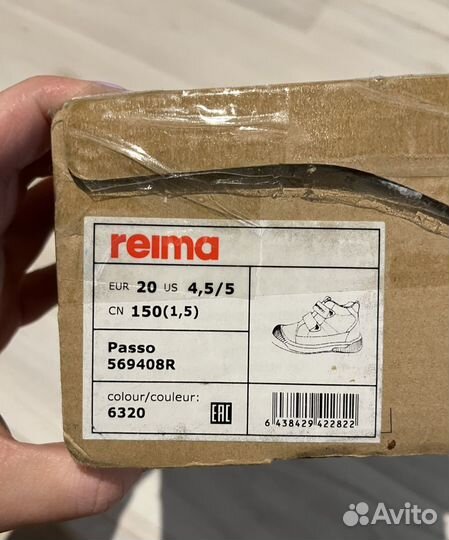 reima
EUR 20 US 4,5/5
CN 150(1,5)
Passo
569408R
colour/couleur:
6320
EAC
6 438429 422822
Avito